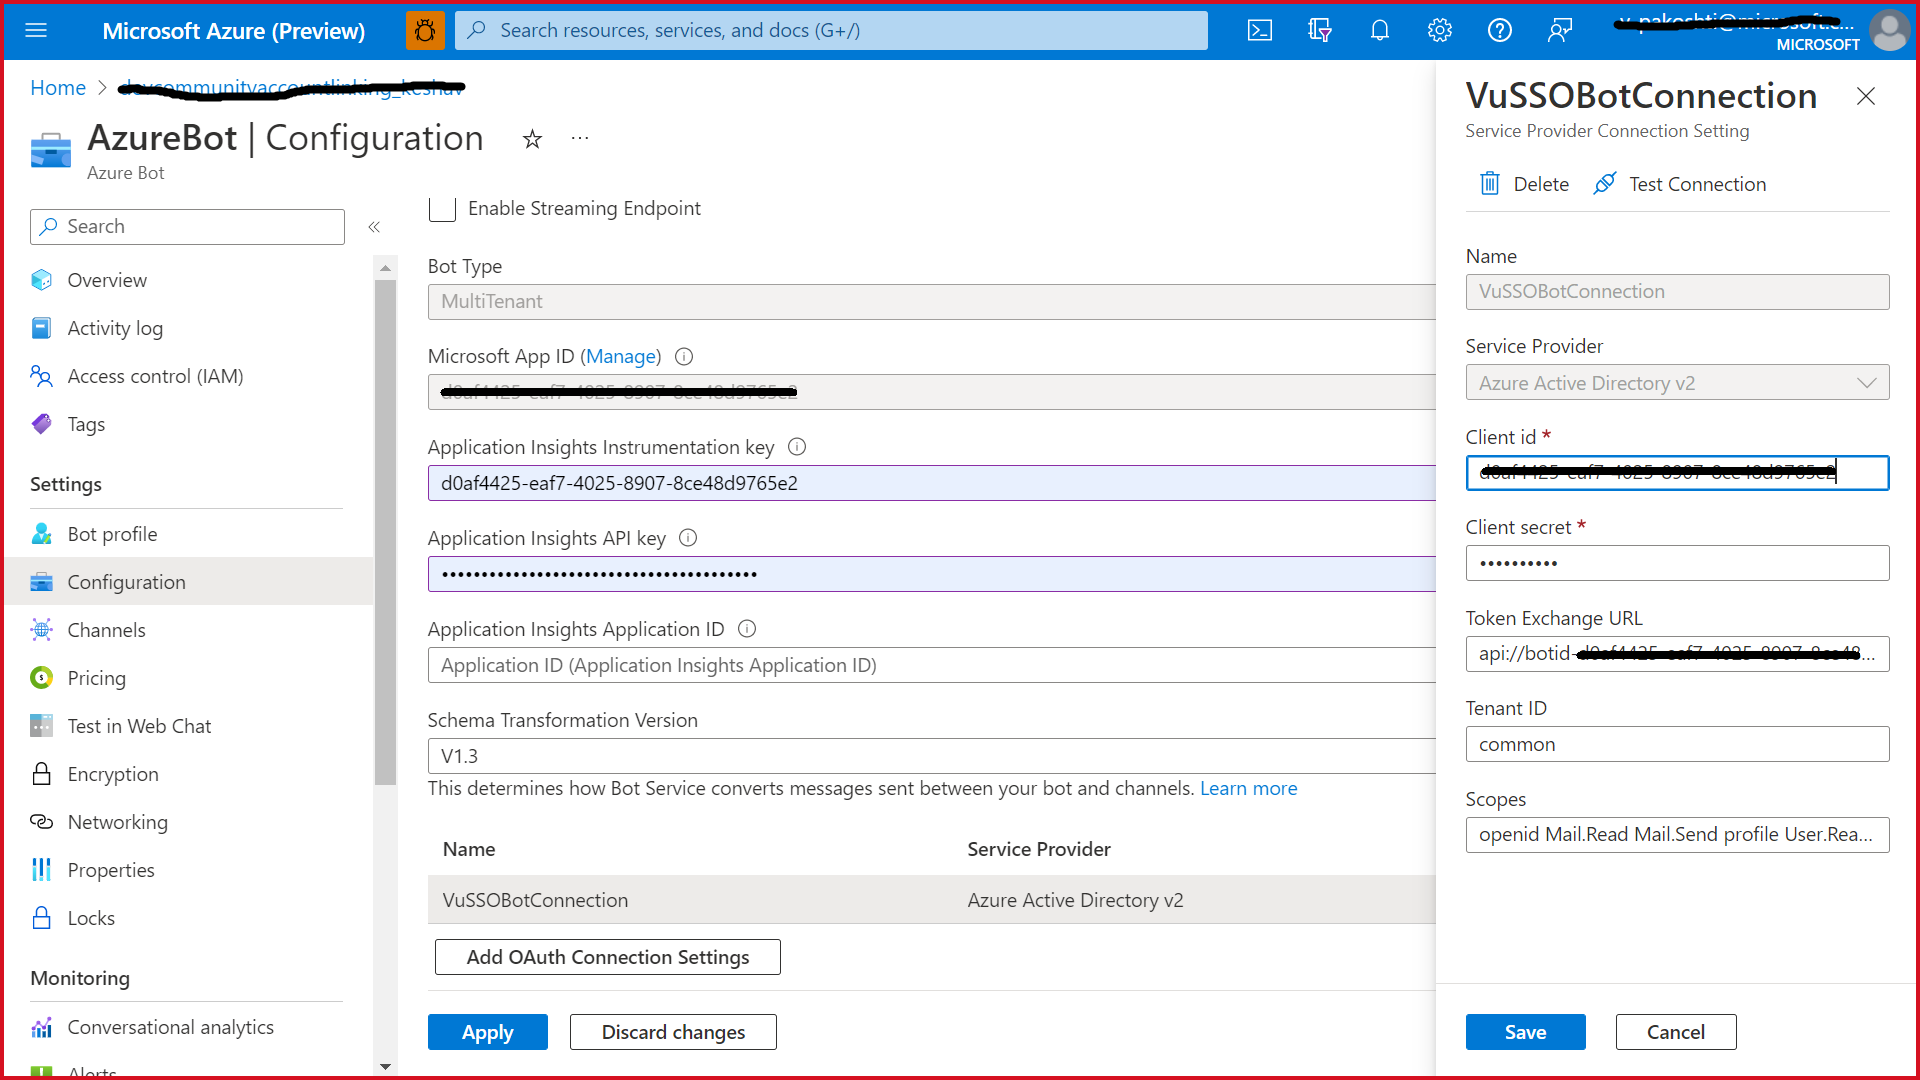 Microsoft Azure (Preview)
Search resources, services, and docs (G+/)
MICROSOFT
Home
AzureBot | Configuration
Azure Bot
Search
Overview
Activity log
Access control (IAM)
Tags
Settings
Bot profile
Configuration
Channels
Pricing
Test in Web Chat
Encryption
Networking
Properties
Locks
Monitoring
Conversational analytics
Alerts
Enable Streaming Endpoint
Bot Type
MultiTenant
Microsoft App ID (Manage)
Application Insights Instrumentation key
d0af4425-eaf7-4025-8907-8ce48d9765e2
Application Insights API key
Application Insights Application ID
Application ID (Application Insights Application ID)
Schema Transformation Version
V1.3
This determines how Bot Service converts messages sent between your bot and channels. Learn more
Name Service Provider
VuSSOBotConnection Azure Active Directory v2
Add OAuth Connection Settings
Apply Discard changes
VuSSOBotConnection
Service Provider Connection Setting
Delete Test Connection
Name
VuSSOBotConnection
Service Provider
Azure Active Directory v2
Client id *
Client secret *
Token Exchange URL
api://botid-
Tenant ID
common
Scopes
openid Mail.Read Mail.Send profile User.Rea...
Save Cancel